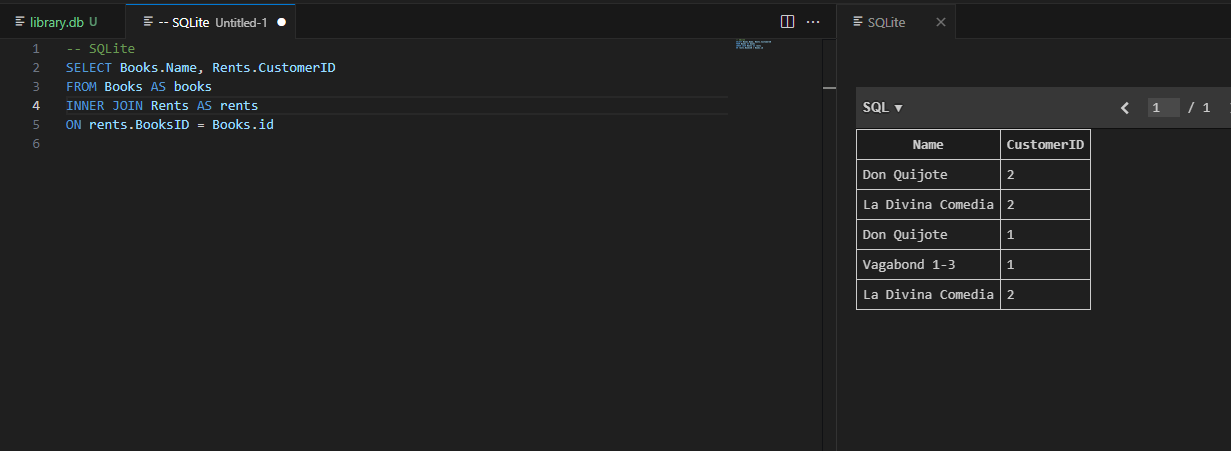 library.db U
-- SQLite Untitled-1
SQLite
1 -- SQLite
2 SELECT Books.Name, Rents.CustomerID
3 FROM Books AS books
4 INNER JOIN Rents AS rents
5 ON rents.BooksID = Books.id
6
SQL
1 / 1
Name CustomerID
Don Quijote 2
La Divina Comedia 2
Don Quijote 1
Vagabond 1-3 1
La Divina Comedia 2